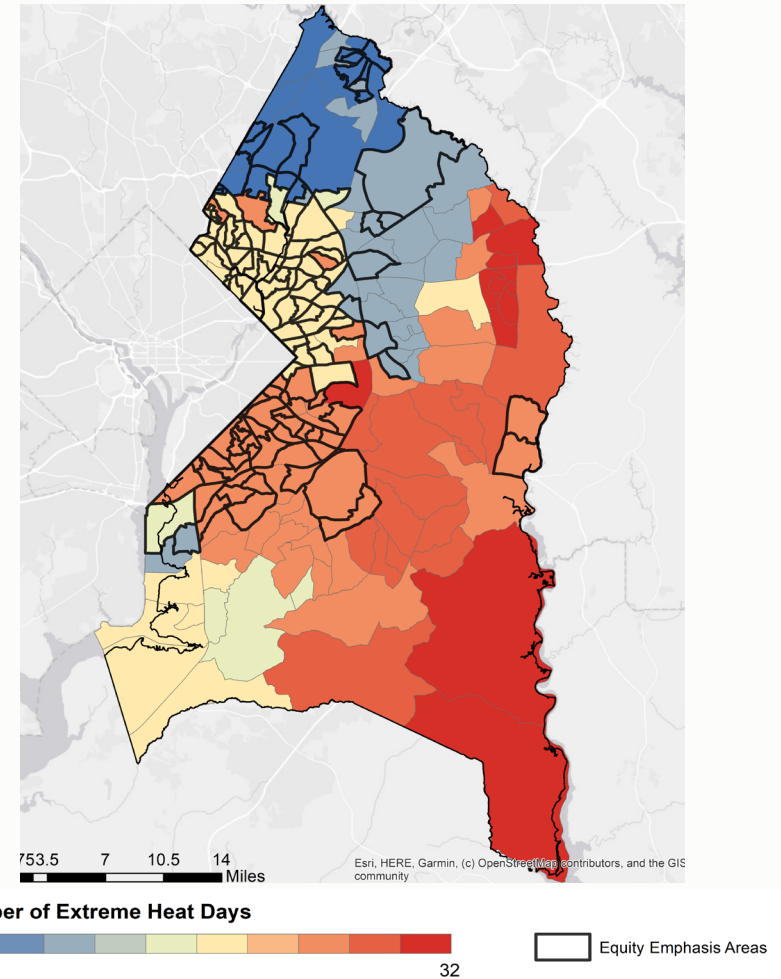 753.5 7 10.5 14
Miles
Esri, HERE, Garmin, (c) OpenStreetMap contributors, and the GIS
community
er of Extreme Heat Days
Equity Emphasis Areas
32